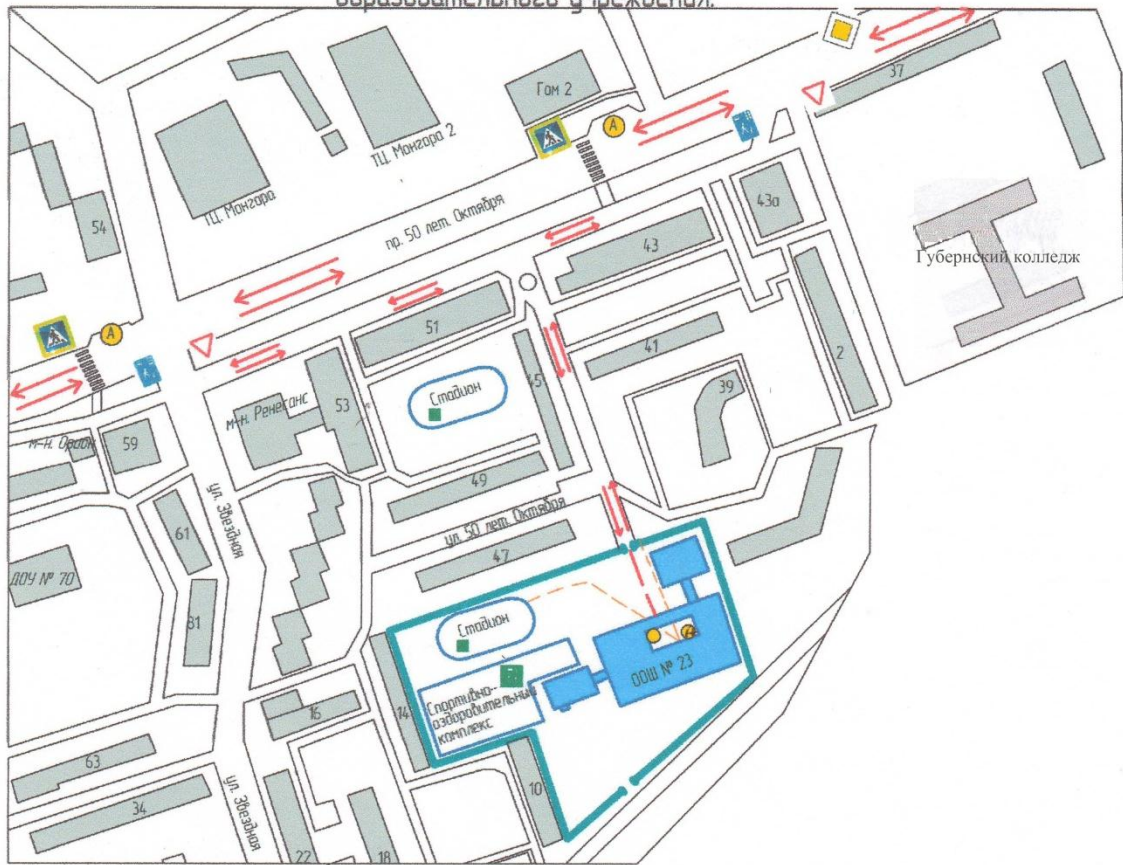 образовательного учреждения.
37
Гом 2
А
ТЦ Монгора 2
ТЦ Монгора
43а
54
пр. 50 лет. Октября
43
Губернский колледж
А
51
41
2
45
39
Стадион
м-н. Ренесанс
53
м-н. Орион
59
49
ул. Звездная
61
ул. 50 лет. Октября
47
ДОУ № 70
81
Стадион
ООШ № 23
Спортивно-
оздоровительный
комплекс
14
16
63
10
34
ул. Звездная
22
18